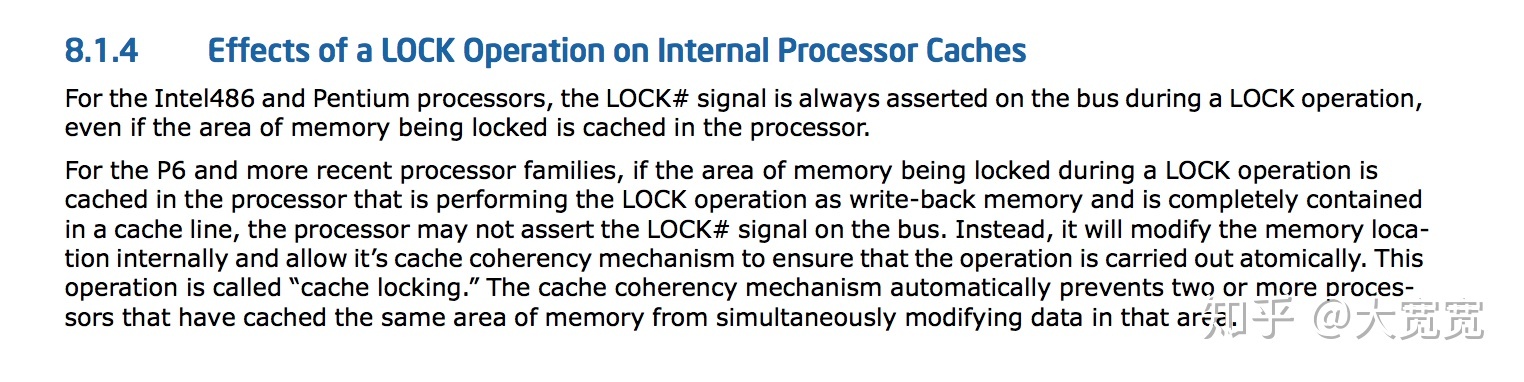 8.1.4 Effects of a LOCK Operation on Internal Processor Caches
For the Intel486 and Pentium processors, the LOCK# signal is always asserted on the bus during a LOCK operation,
even if the area of memory being locked is cached in the processor.
For the P6 and more recent processor families, if the area of memory being locked during a LOCK operation is
cached in the processor that is performing the LOCK operation as write-back memory and is completely contained
in a cache line, the processor may not assert the LOCK# signal on the bus. Instead, it will modify the memory loca-
tion internally and allow it’s cache coherency mechanism to ensure that the operation is carried out atomically. This
operation is called “cache locking.” The cache coherency mechanism automatically prevents two or more proces-
sors that have cached the same area of memory from simultaneously modifying data in that area.
知乎 @大宽宽